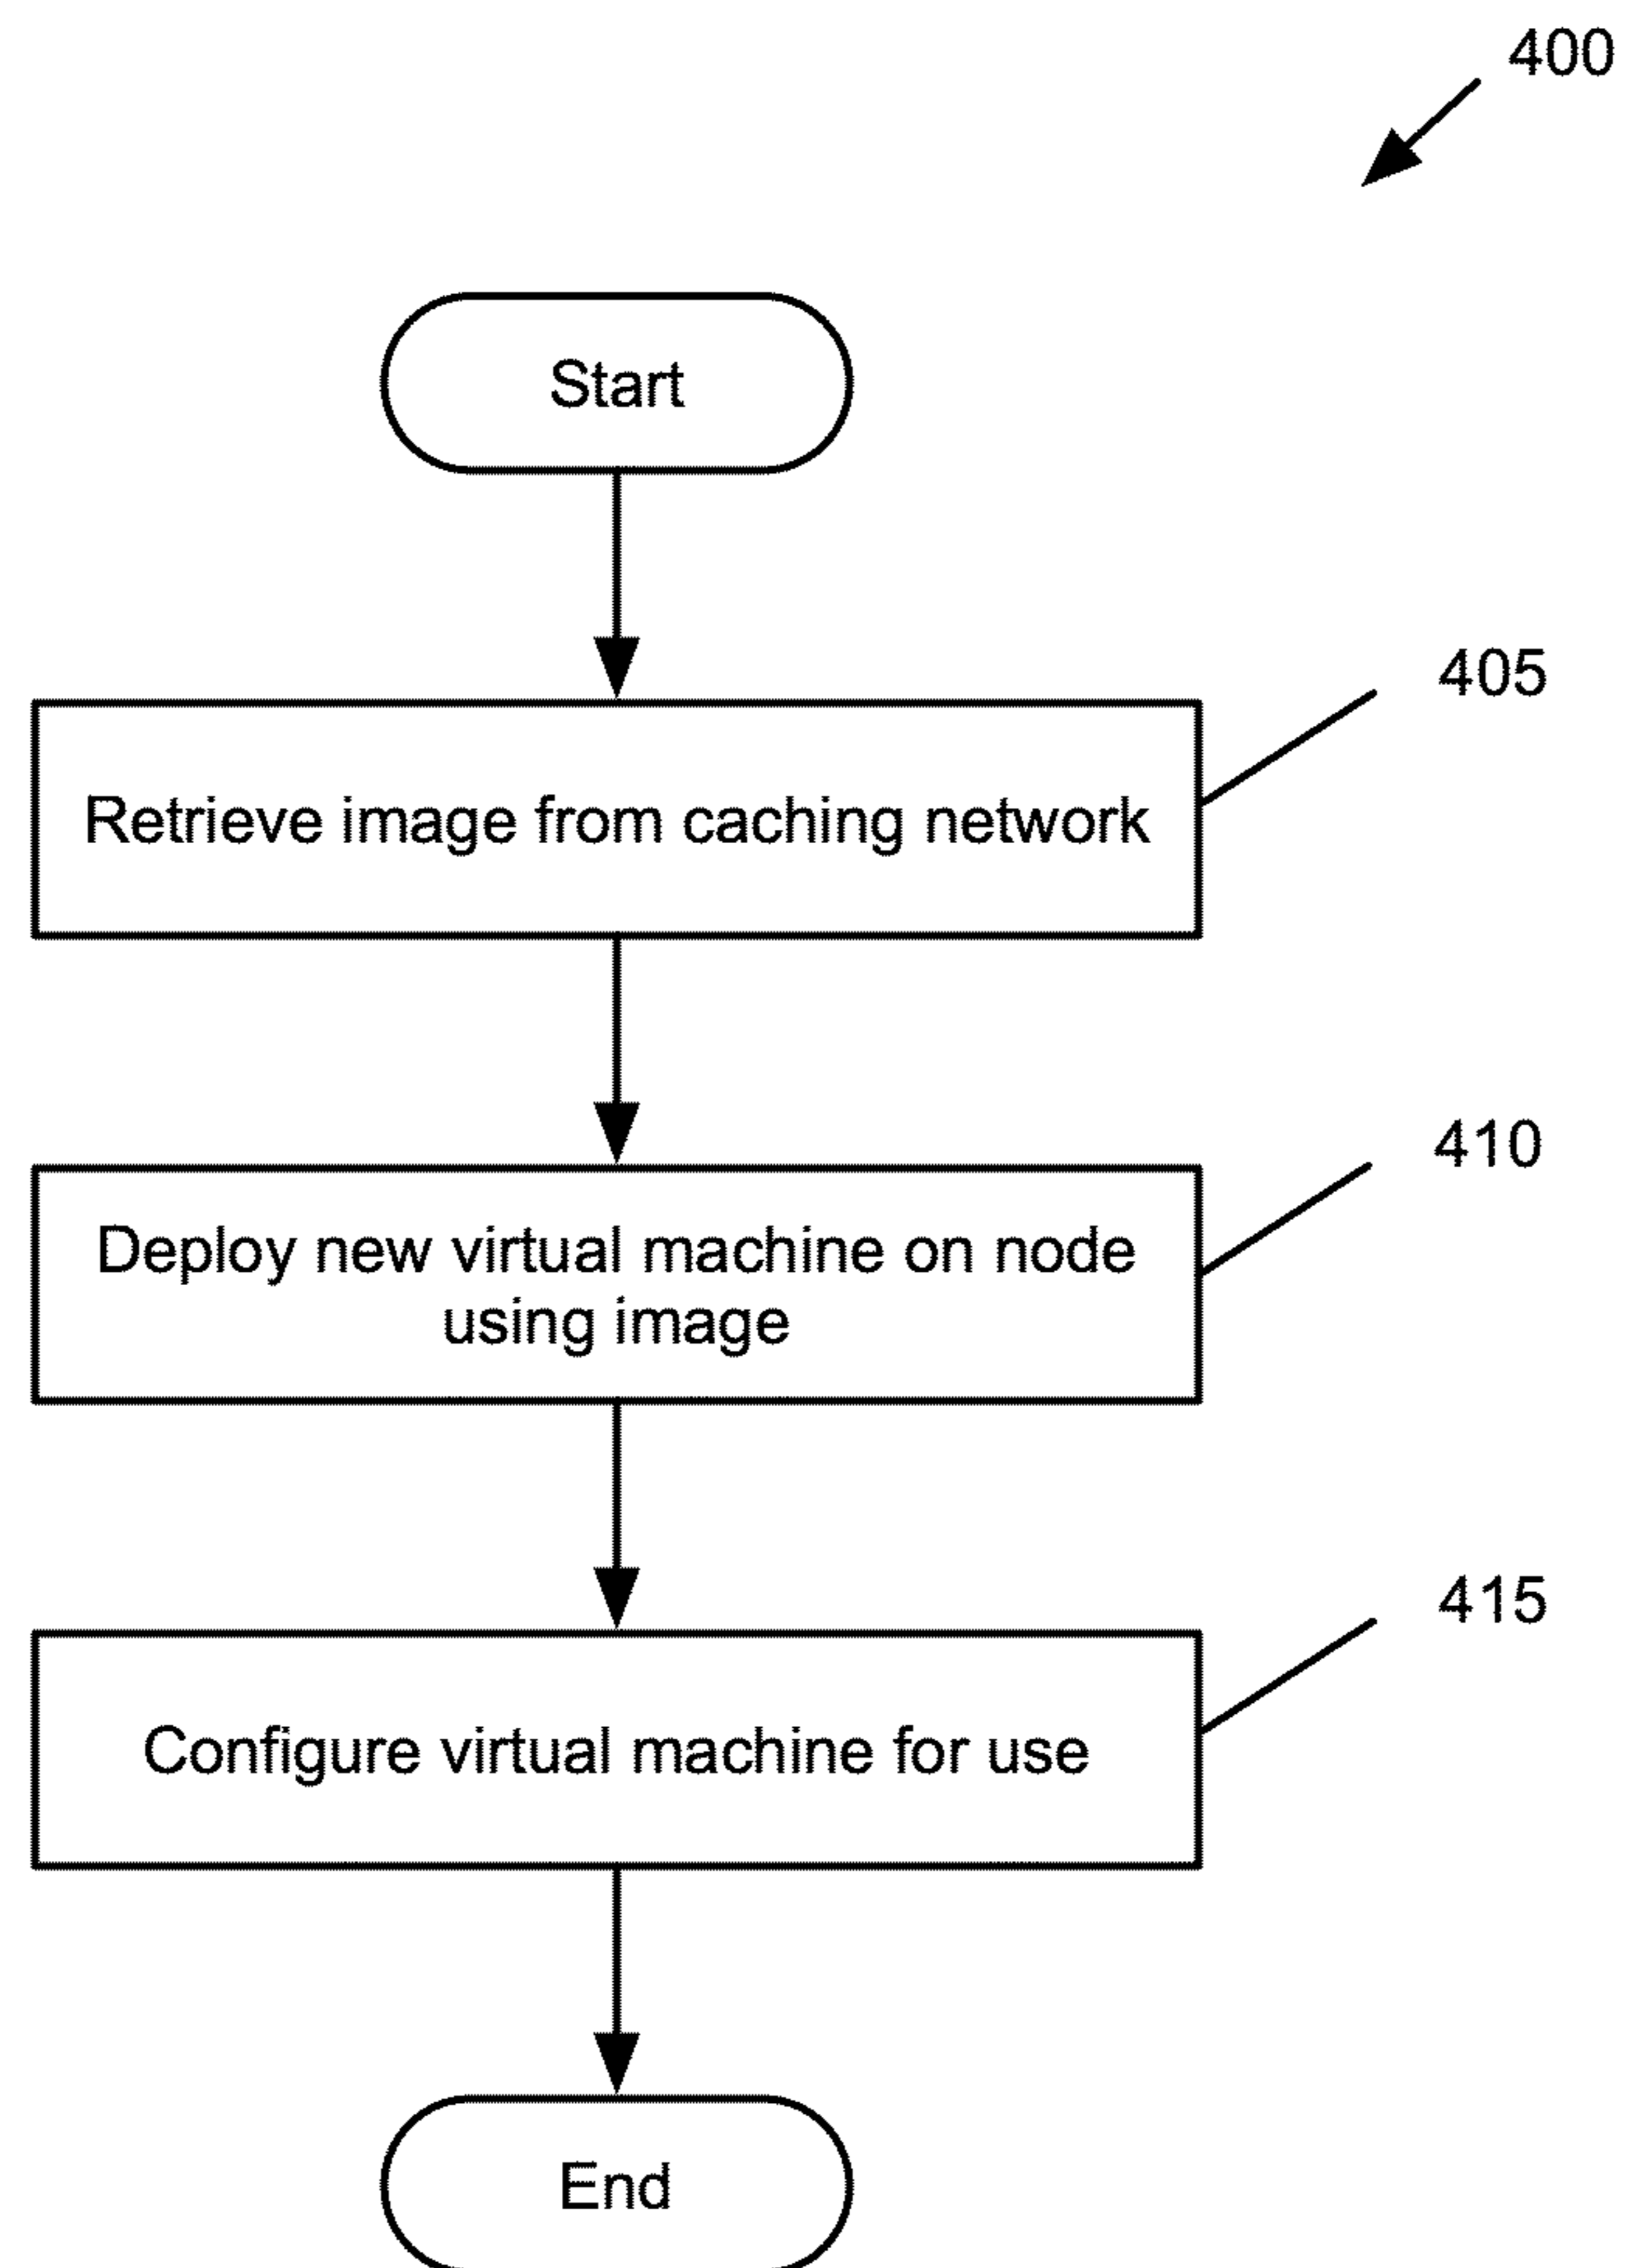 400
Start
405
Retrieve image from caching network
410
Deploy new virtual machine on node
using image
415
Configure virtual machine for use
End